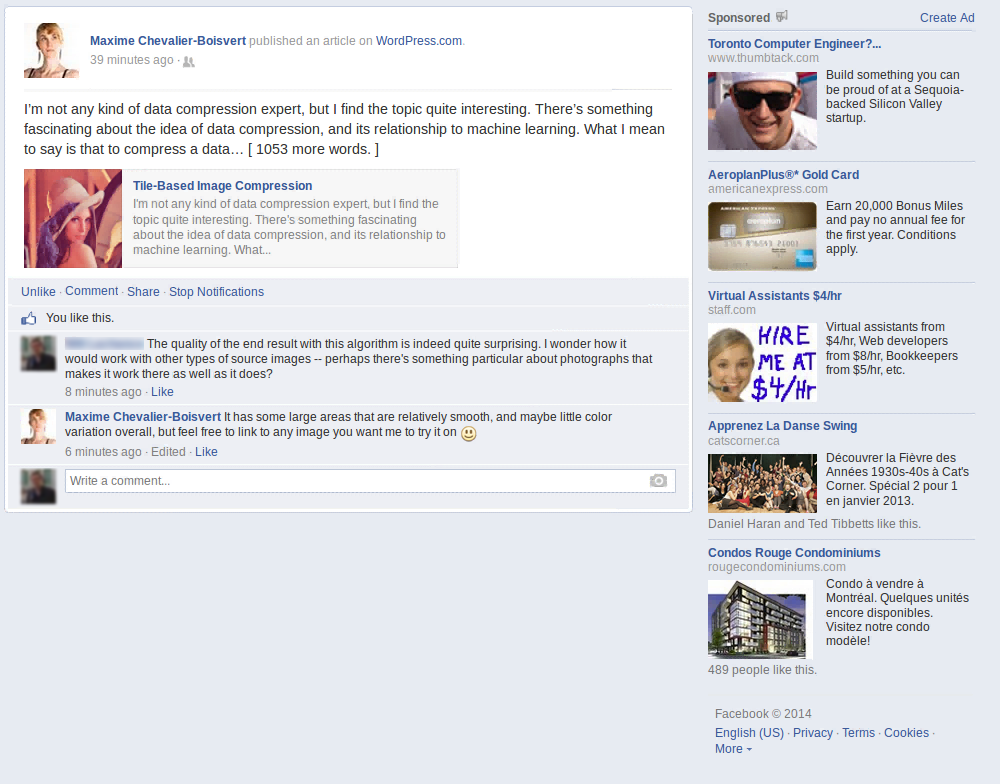 Maxime Chevalier-Boisvert published an article on WordPress.com.
39 minutes ago ·
I'm not any kind of data compression expert, but I find the topic quite interesting. There's something
fascinating about the idea of data compression, and its relationship to machine learning. What I mean
to say is that to compress a data… [ 1053 more words. ]
Tile-Based Image Compression
I'm not any kind of data compression expert, but I find the
topic quite interesting. There's something fascinating
about the idea of data compression, and its relationship to
machine learning. What...
Unlike · Comment · Share · Stop Notifications
You like this.
The quality of the end result with this algorithm is indeed quite surprising. I wonder how it
would work with other types of source images -- perhaps there's something particular about photographs that
makes it work there as well as it does?
8 minutes ago · Like
Maxime Chevalier-Boisvert It has some large areas that are relatively smooth, and maybe little color
variation overall, but feel free to link to any image you want me to try it on
6 minutes ago · Edited · Like
Write a comment...
Sponsored
Create Ad
Toronto Computer Engineer?...
www.thumbtack.com
Build something you can
be proud of at a Sequoia-
backed Silicon Valley
startup.
AeroplanPlus®* Gold Card
americanexpress.com
Earn 20,000 Bonus Miles
and pay no annual fee for
the first year. Conditions
apply.
Virtual Assistants $4/hr
staff.com
HIRE
ME AT
$4/Hr
Virtual assistants from
$4/hr, Web developers
from $8/hr, Bookkeepers
from $5/hr, etc.
Apprenez La Danse Swing
catscorner.ca
Découvrer la Fièvre des
Années 1930s-40s à Cat's
Corner. Spécial 2 pour 1
en janvier 2013.
Daniel Haran and Ted Tibbetts like this.
Condos Rouge Condominiums
rougecondominiums.com
Condo à vendre à
Montréal. Quelques unités
encore disponibles.
Visitez notre condo
modèle!
489 people like this.
Facebook © 2014
English (US) · Privacy · Terms · Cookies ·
More